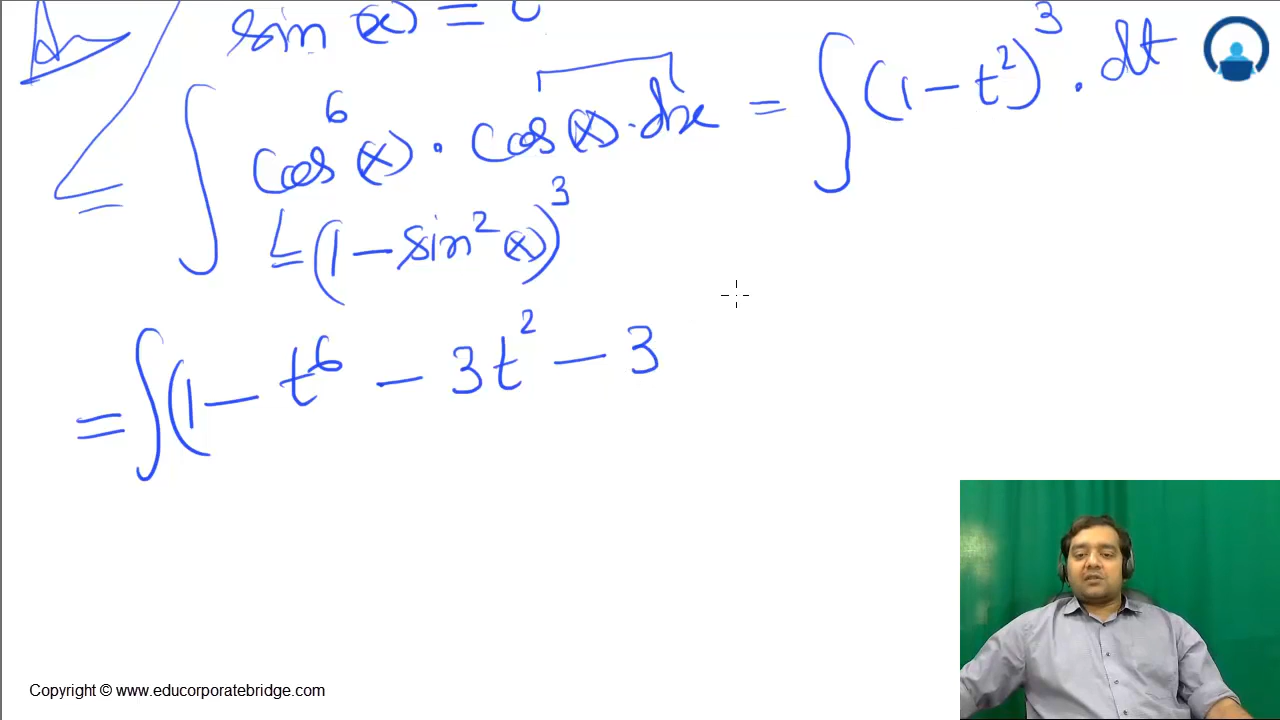 sin(x) =
∫ cos⁶(x) · cos(x) · dx = ∫ (1 - t²)³ . dt
(1 - sin²(x))³
= ∫ (1 - t⁶ - 3t² - 3
Copyright © www.educorporatebridge.com